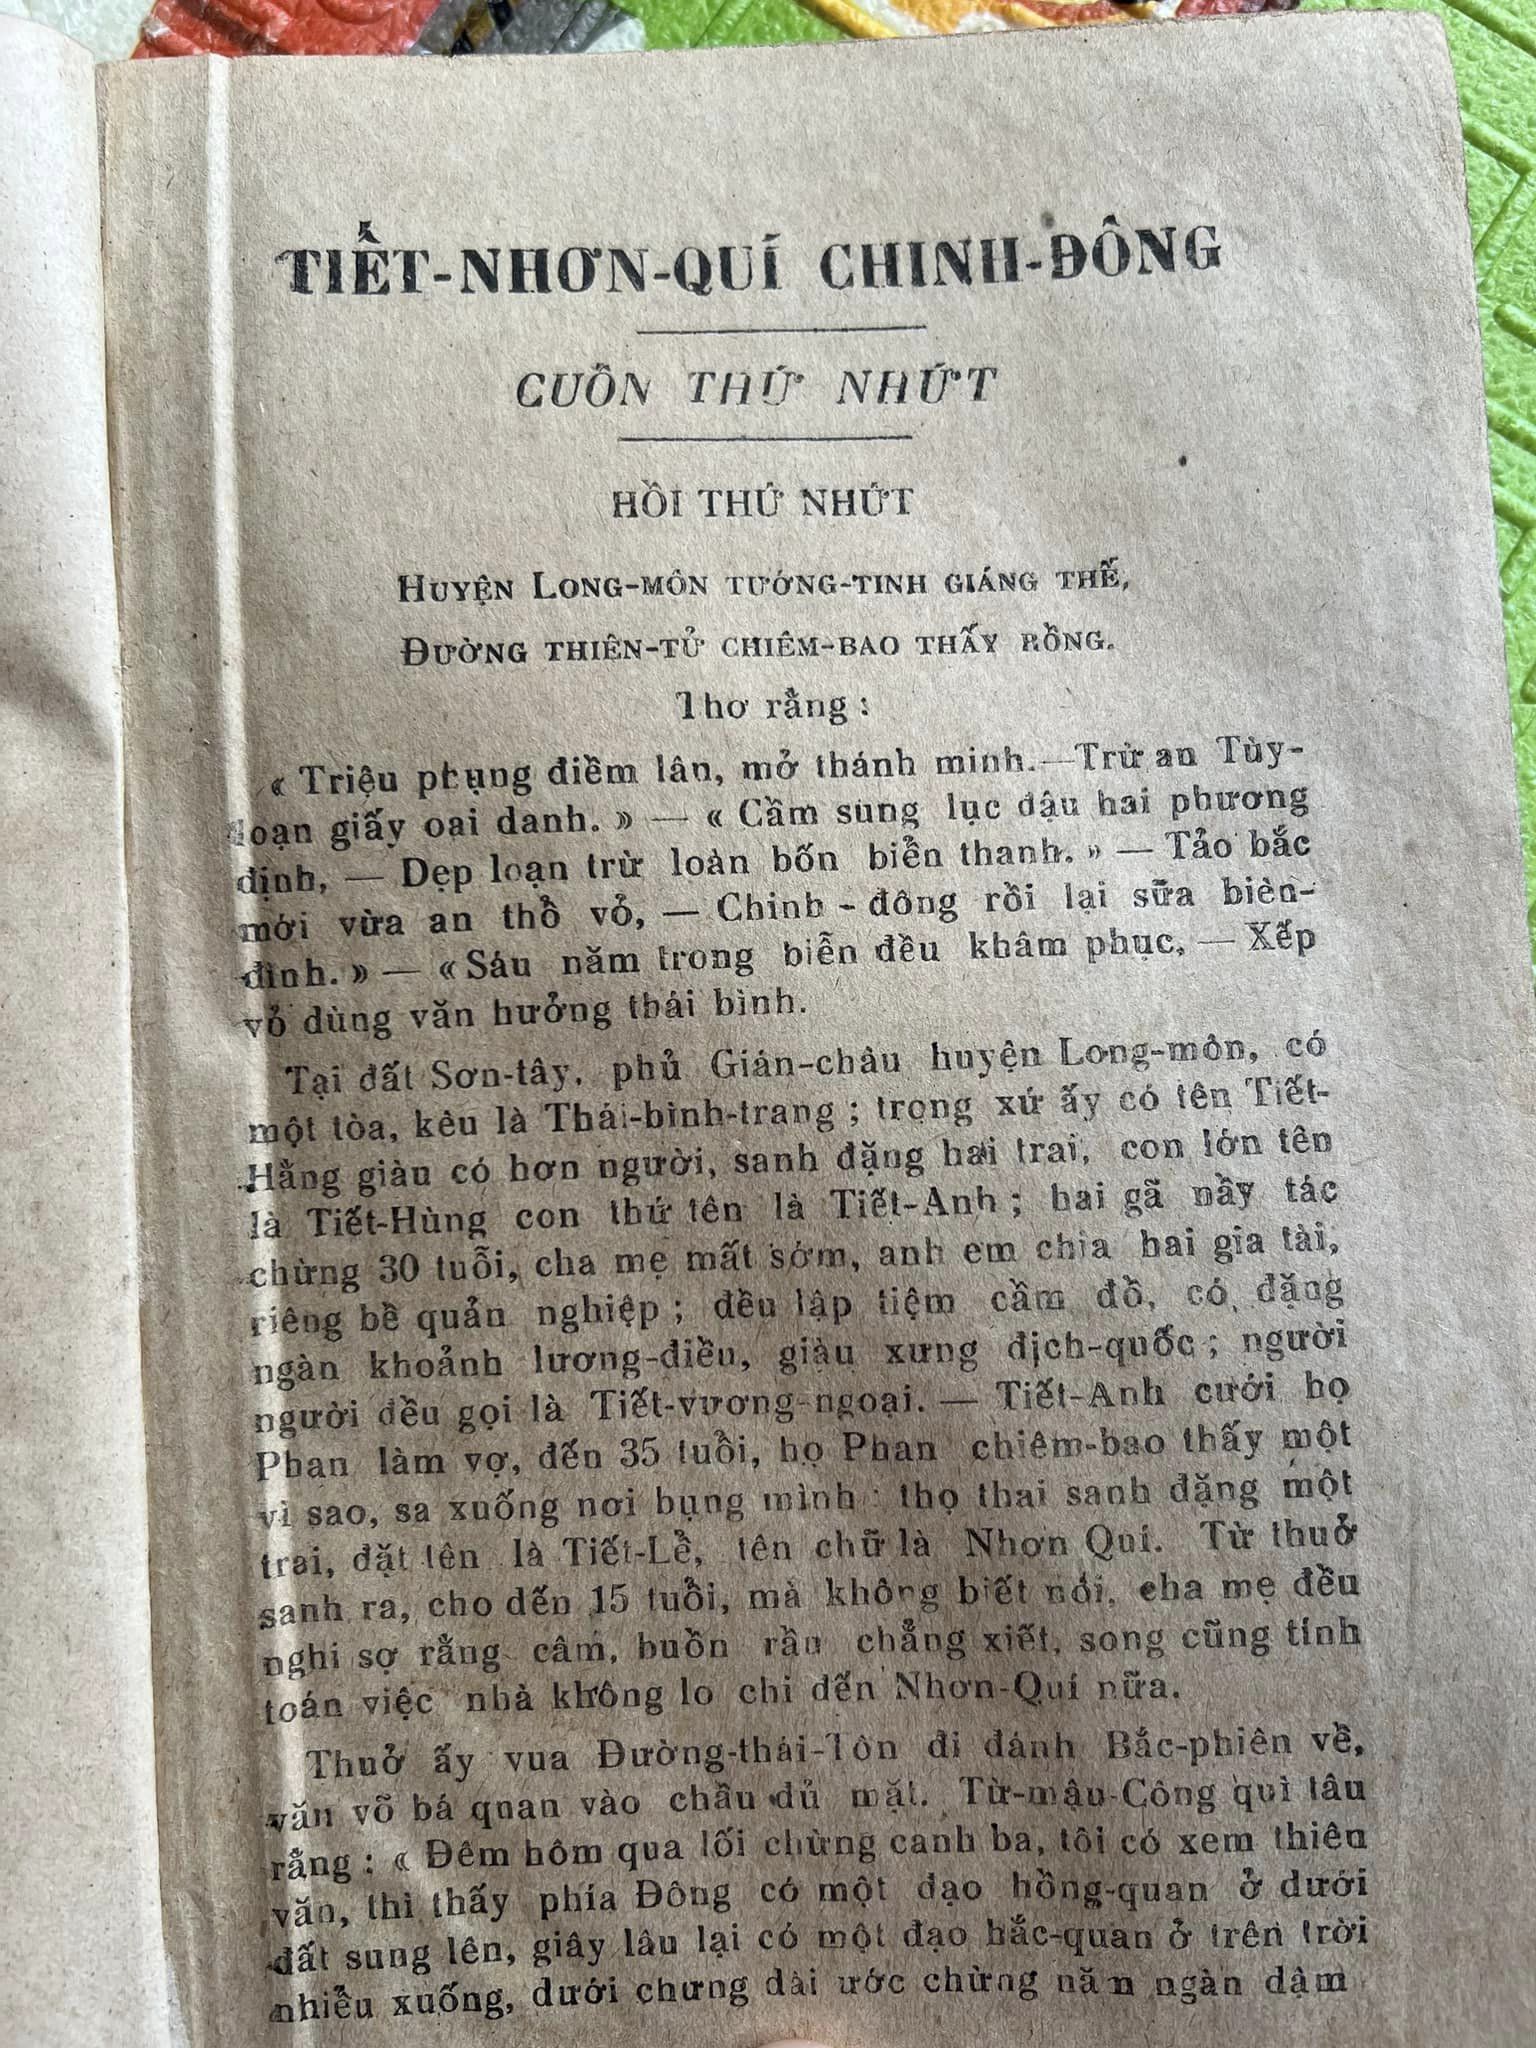 TIẾT-NHƠN-QUÍ CHINH-ĐÔNG
CUỐN THỨ NHỨT
HỒI THỨ NHỨT
HUYỆN LONG-MÔN TƯỚNG-TINH GIÁNG THẾ,
ĐƯỜNG THIÊN-TỬ CHIÊM-BAO THẤY RỒNG.
Thơ rằng :
« Triệu phụng điềm lân, mở thánh minh.—Trừ an Tùy-
loạn giấy oai danh. » — « Cầm sung lục đậu hai phương
định, — Dẹp loạn trừ loàn bốn biển thanh. » — Tảo bắc
mới vừa an thổ vỏ, — Chinh - đông rồi lại sữa biên-
đình. » — « Sáu năm trong biển đều khâm phục, — Xếp
vỏ dùng văn hưởng thái bình.
Tại đất Sơn-tây, phủ Gián-châu huyện Long-môn, có
một tòa, kêu là Thái-bình-trang ; trong xứ ấy có tên Tiết-
Hằng giàu có hơn người, sanh đặng hai trai, con lớn tên
là Tiết-Hùng con thứ tên là Tiết-Anh ; hai gã nầy tác
chừng 30 tuổi, cha mẹ mất sớm, anh em chia hai gia tài,
riêng bề quản nghiệp ; đều lập tiệm cầm đồ, có đặng
ngàn khoảnh lương-điền, giàu xưng địch-quốc ; người
người đều gọi là Tiết-vương-ngoại. — Tiết-Anh cưới họ
Phan làm vợ, đến 35 tuổi, họ Phan chiêm-bao thấy một
vì sao, sa xuống nơi bụng mình : thọ thai sanh đặng một
trai, đặt tên là Tiết-Lễ, tên chữ là Nhơn Quí. Từ thuở
sanh ra, cho đến 15 tuổi, mà không biết nói, cha mẹ đều
nghi sợ rằng câm, buồn rầu chẳng xiết, song cũng tính
toán việc nhà không lo chi đến Nhơn-Quí nữa.
Thuở ấy vua Đường-thái-Tôn đi đánh Bắc-phiên về,
văn võ bá quan vào chầu đủ mặt. Từ-mậu-Công quì tâu
rằng : « Đêm hôm qua lối chừng canh ba, tôi có xem thiên
văn, thì thấy phía Đông có một đạo hồng-quan ở dưới
đất sung lên, giây lâu lại có một đạo hắc-quan ở trên trời
nhiểu xuống, dưới chưng dài ước chừng năm ngàn dặm